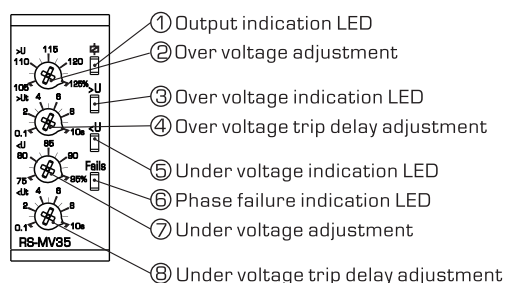 ① Output indication LED
② Over voltage adjustment
③ Over voltage indication LED
④ Over voltage trip delay adjustment
⑤ Under voltage indication LED
⑥ Phase failure indication LED
⑦ Under voltage adjustment
⑧ Under voltage trip delay adjustment
>U 115
110 120
105 125%
>U
>Ut 4 6
2 8
0.1 10s
<U
<U 85
80 90
Fails
75 95%
<Ut 4 6
2 8
0.1 10s
RS-MV35